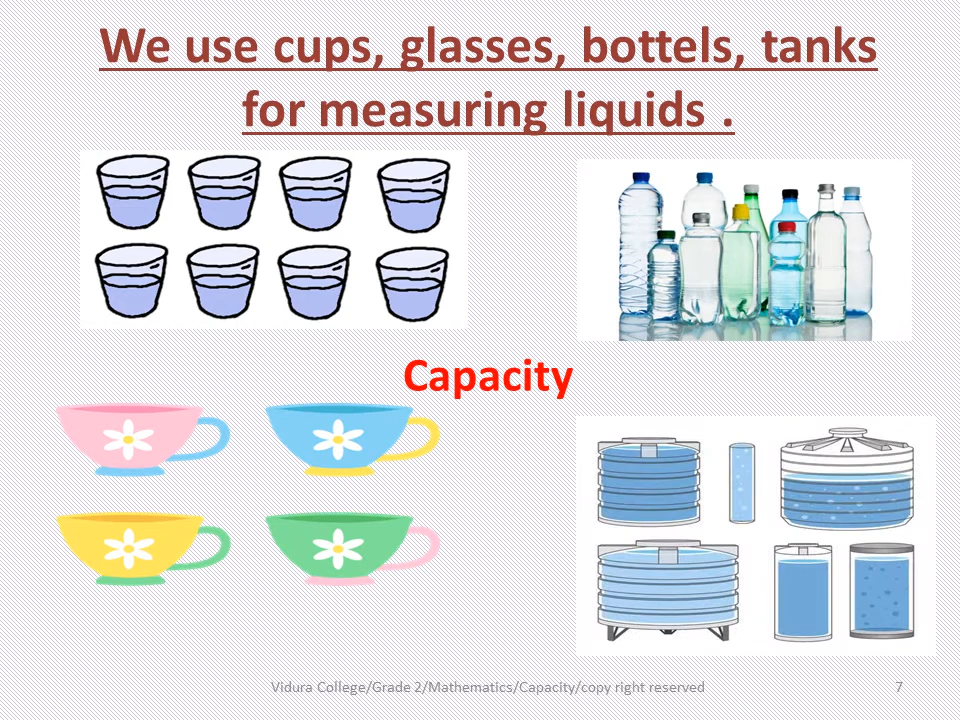 We use cups, glasses, bottels, tanks
for measuring liquids .
Capacity
Vidura College/Grade 2/Mathematics/Capacity/copy right reserved
7